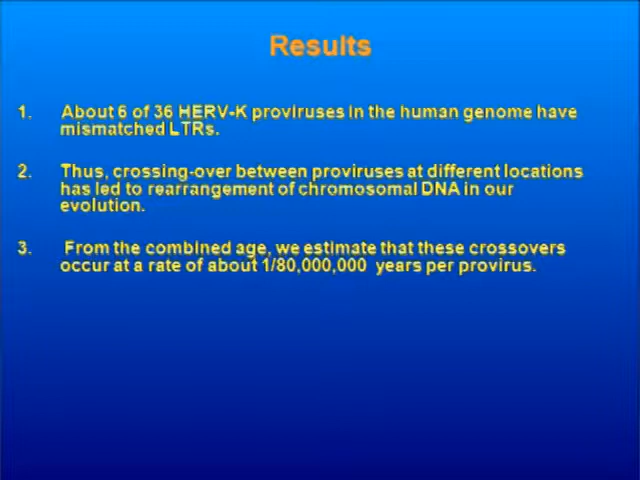 Results
1. About 6 of 36 HERV-K proviruses in the human genome have
mismatched LTRs.
2. Thus, crossing-over between proviruses at different locations
has led to rearrangement of chromosomal DNA in our
evolution.
3. From the combined age, we estimate that these crossovers
occur at a rate of about 1/80,000,000 years per provirus.